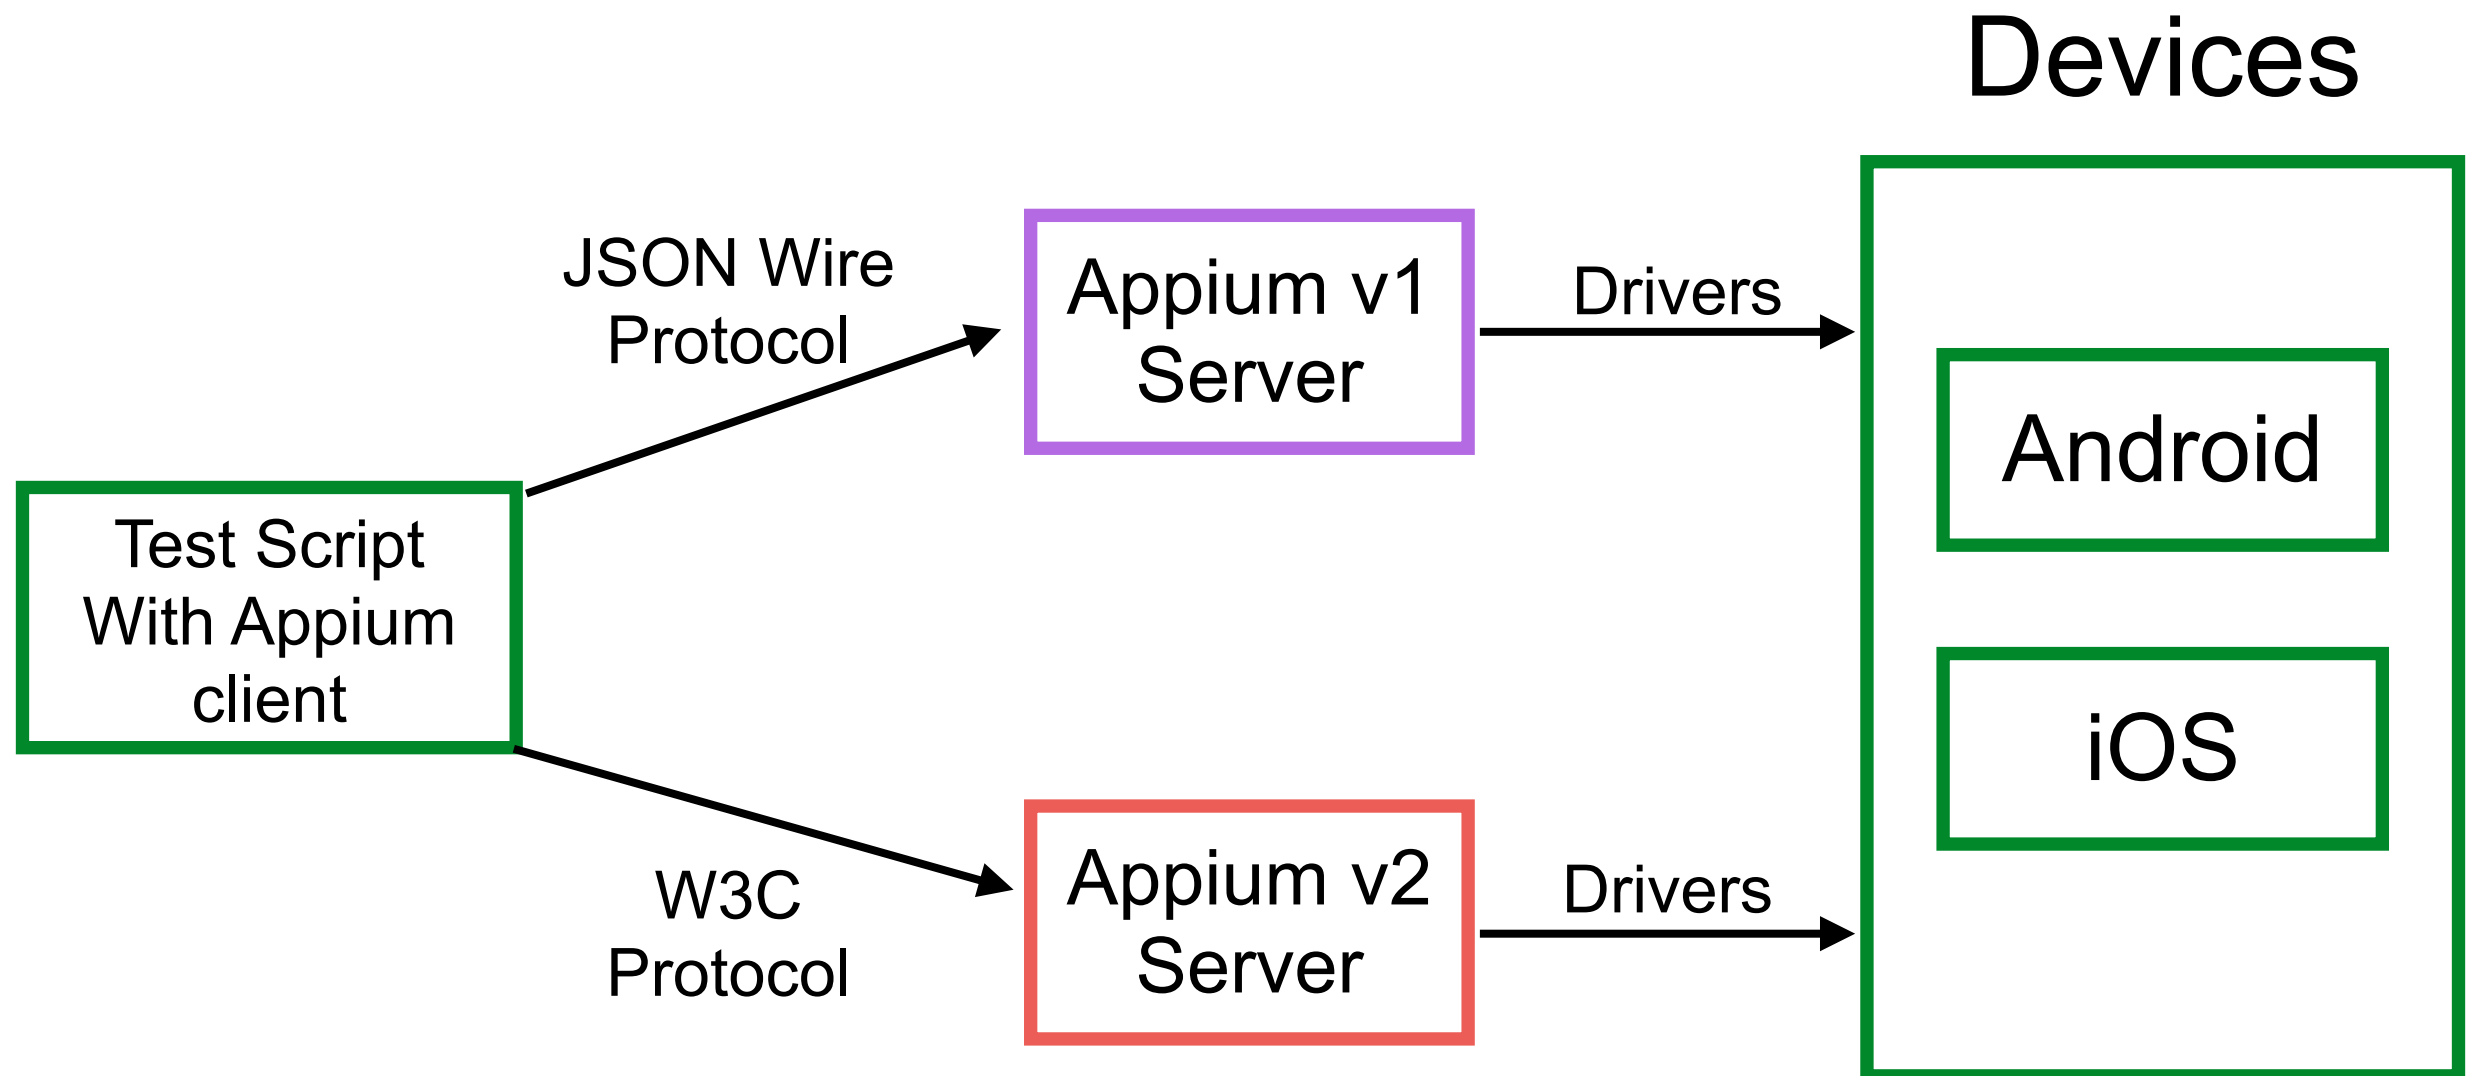 Devices
JSON Wire
Protocol
Appium v1
Server
Drivers
Android
Test Script
With Appium
client
iOS
W3C
Protocol
Appium v2
Server
Drivers